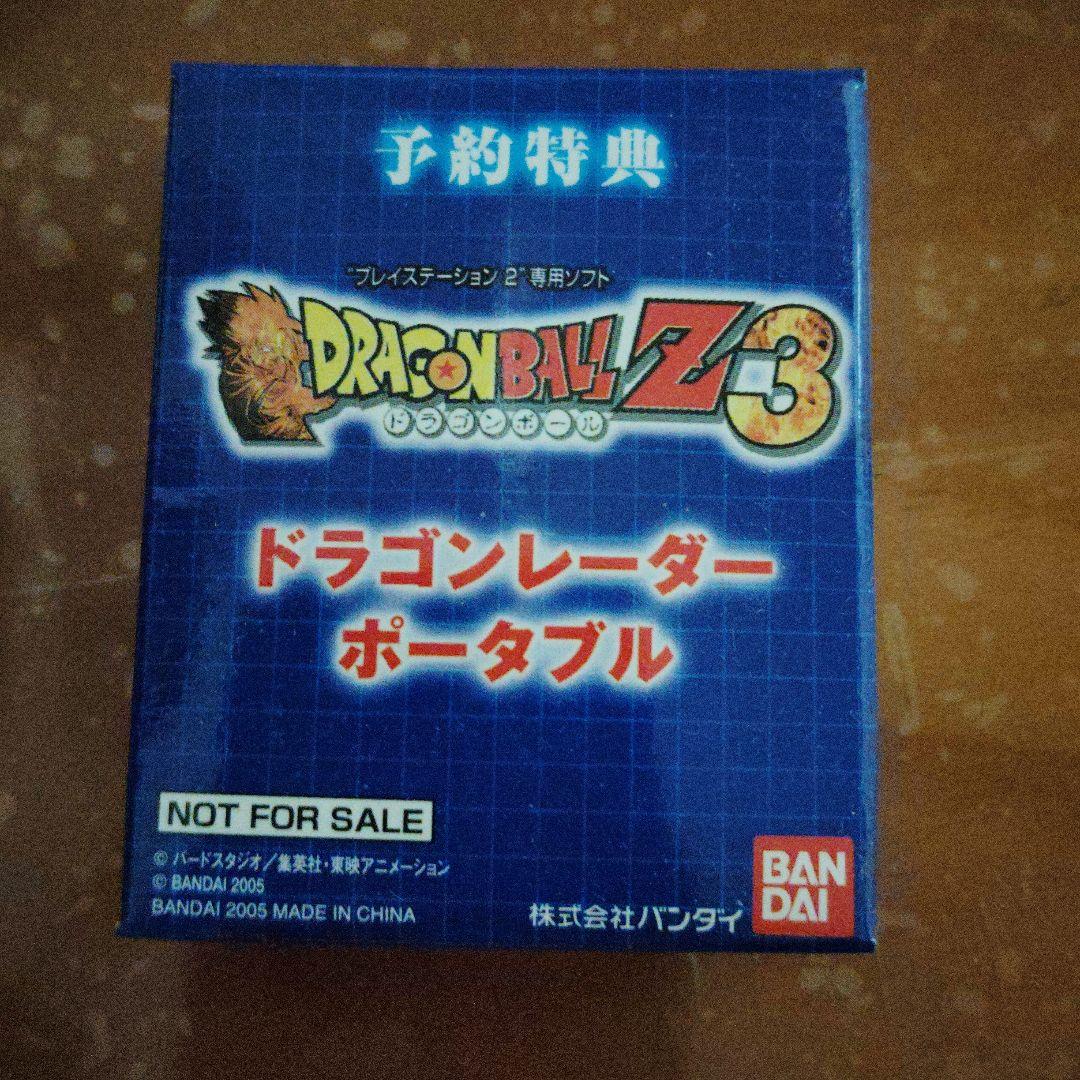 予約特典
"プレイステーション 2"専用ソフト
DRAGON BALL Z 3
ドラゴンボール
ドラゴンレーダー
ポータブル
NOT FOR SALE
© バードスタジオ/集英社・東映アニメーション
© BANDAI 2005
BANDAI 2005 MADE IN CHINA
株式会社バンダイ
BAN
DAI